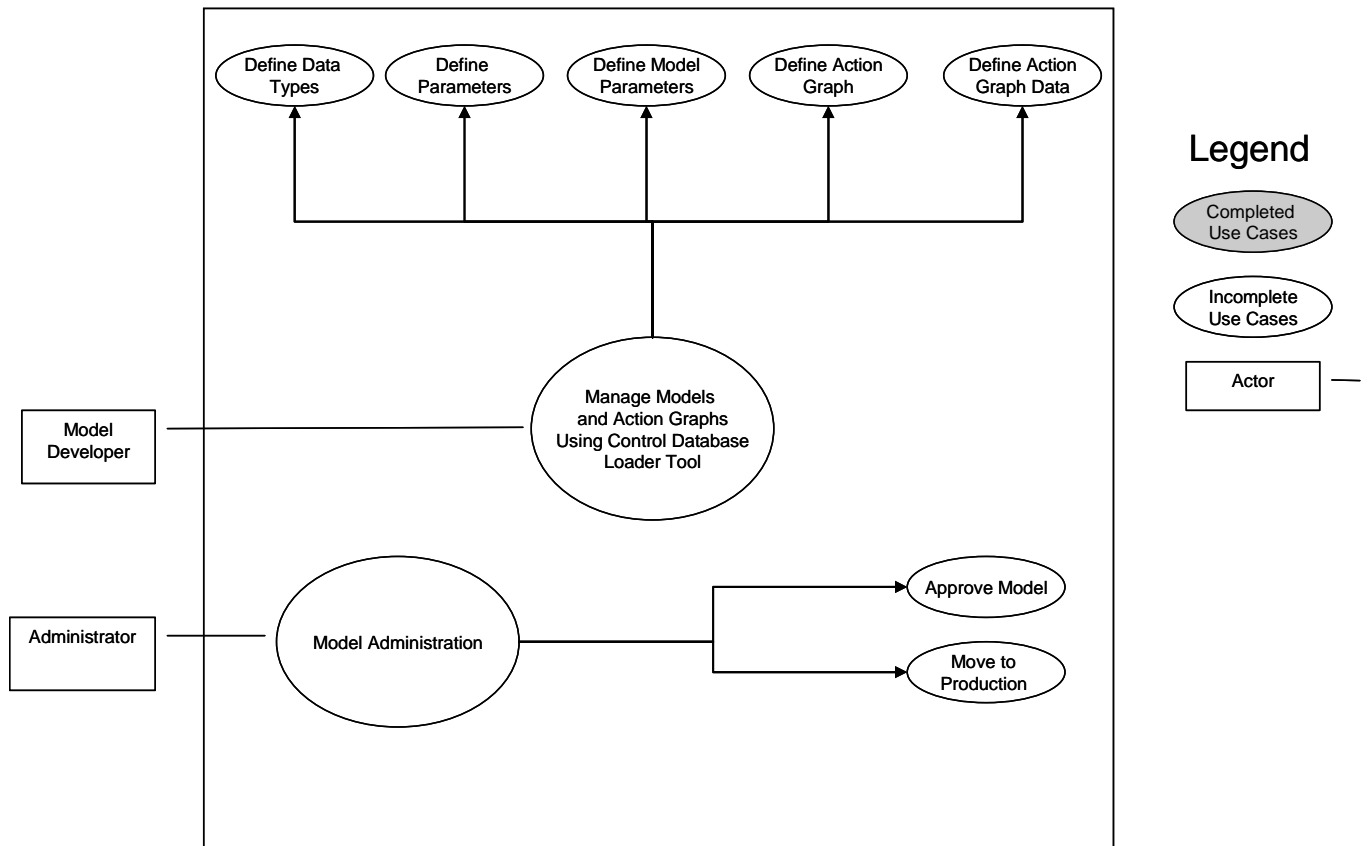 Define Data
Types
Define
Parameters
Define Model
Parameters
Define Action
Graph
Define Action
Graph Data
Legend
Completed
Use Cases
Incomplete
Use Cases
Actor
Manage Models
and Action Graphs
Using Control Database
Loader Tool
Model
Developer
Administrator
Model Administration
Approve Model
Move to
Production